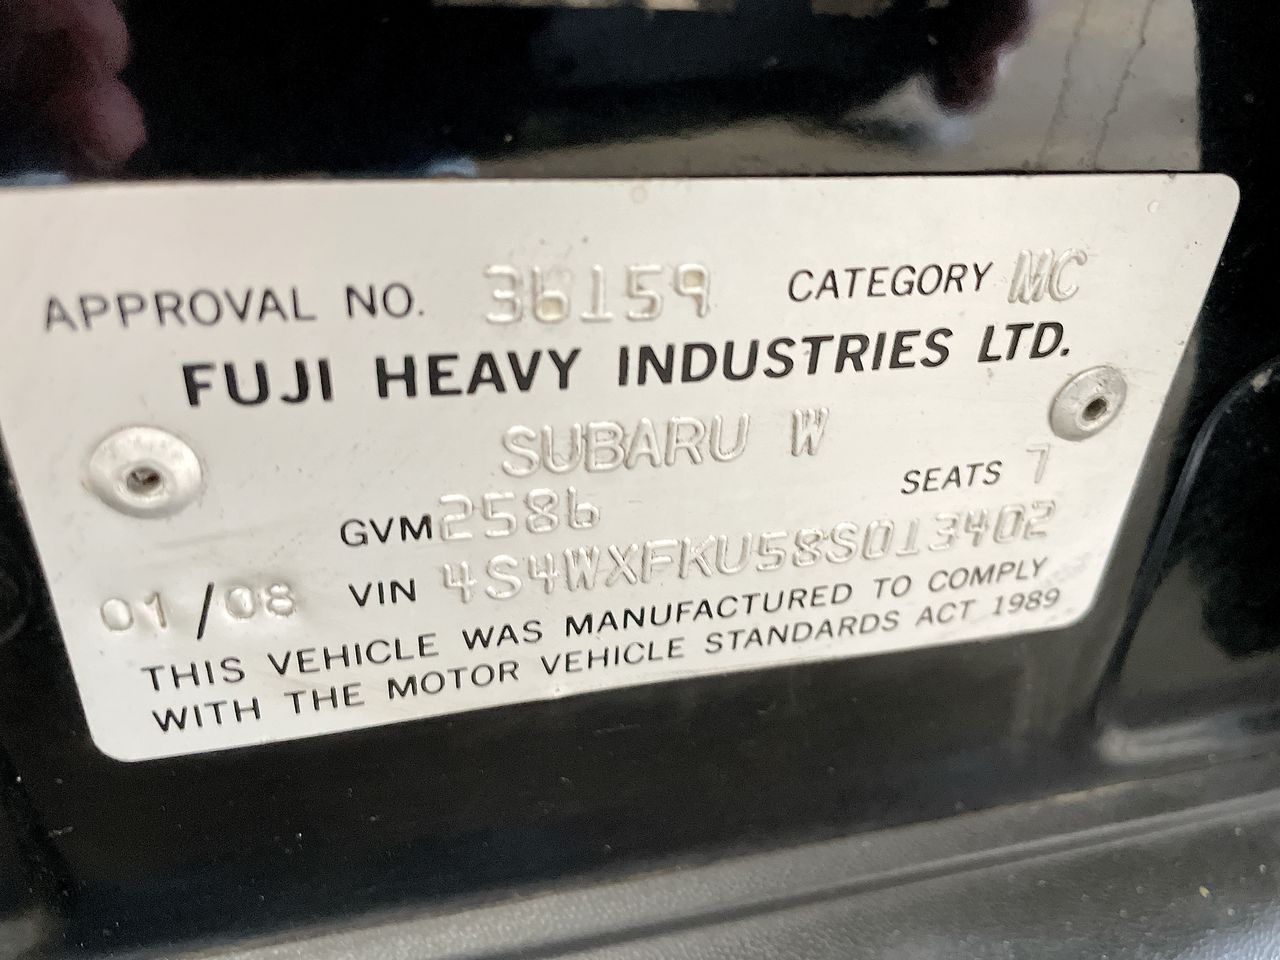 APPROVAL NO. 36159 CATEGORY MC
FUJI HEAVY INDUSTRIES LTD.
SUBARU W
GVM 2586 SEATS 7
01/08 VIN 4S4WXFKU58S013402
THIS VEHICLE WAS MANUFACTURED TO COMPLY
WITH THE MOTOR VEHICLE STANDARDS ACT 1989